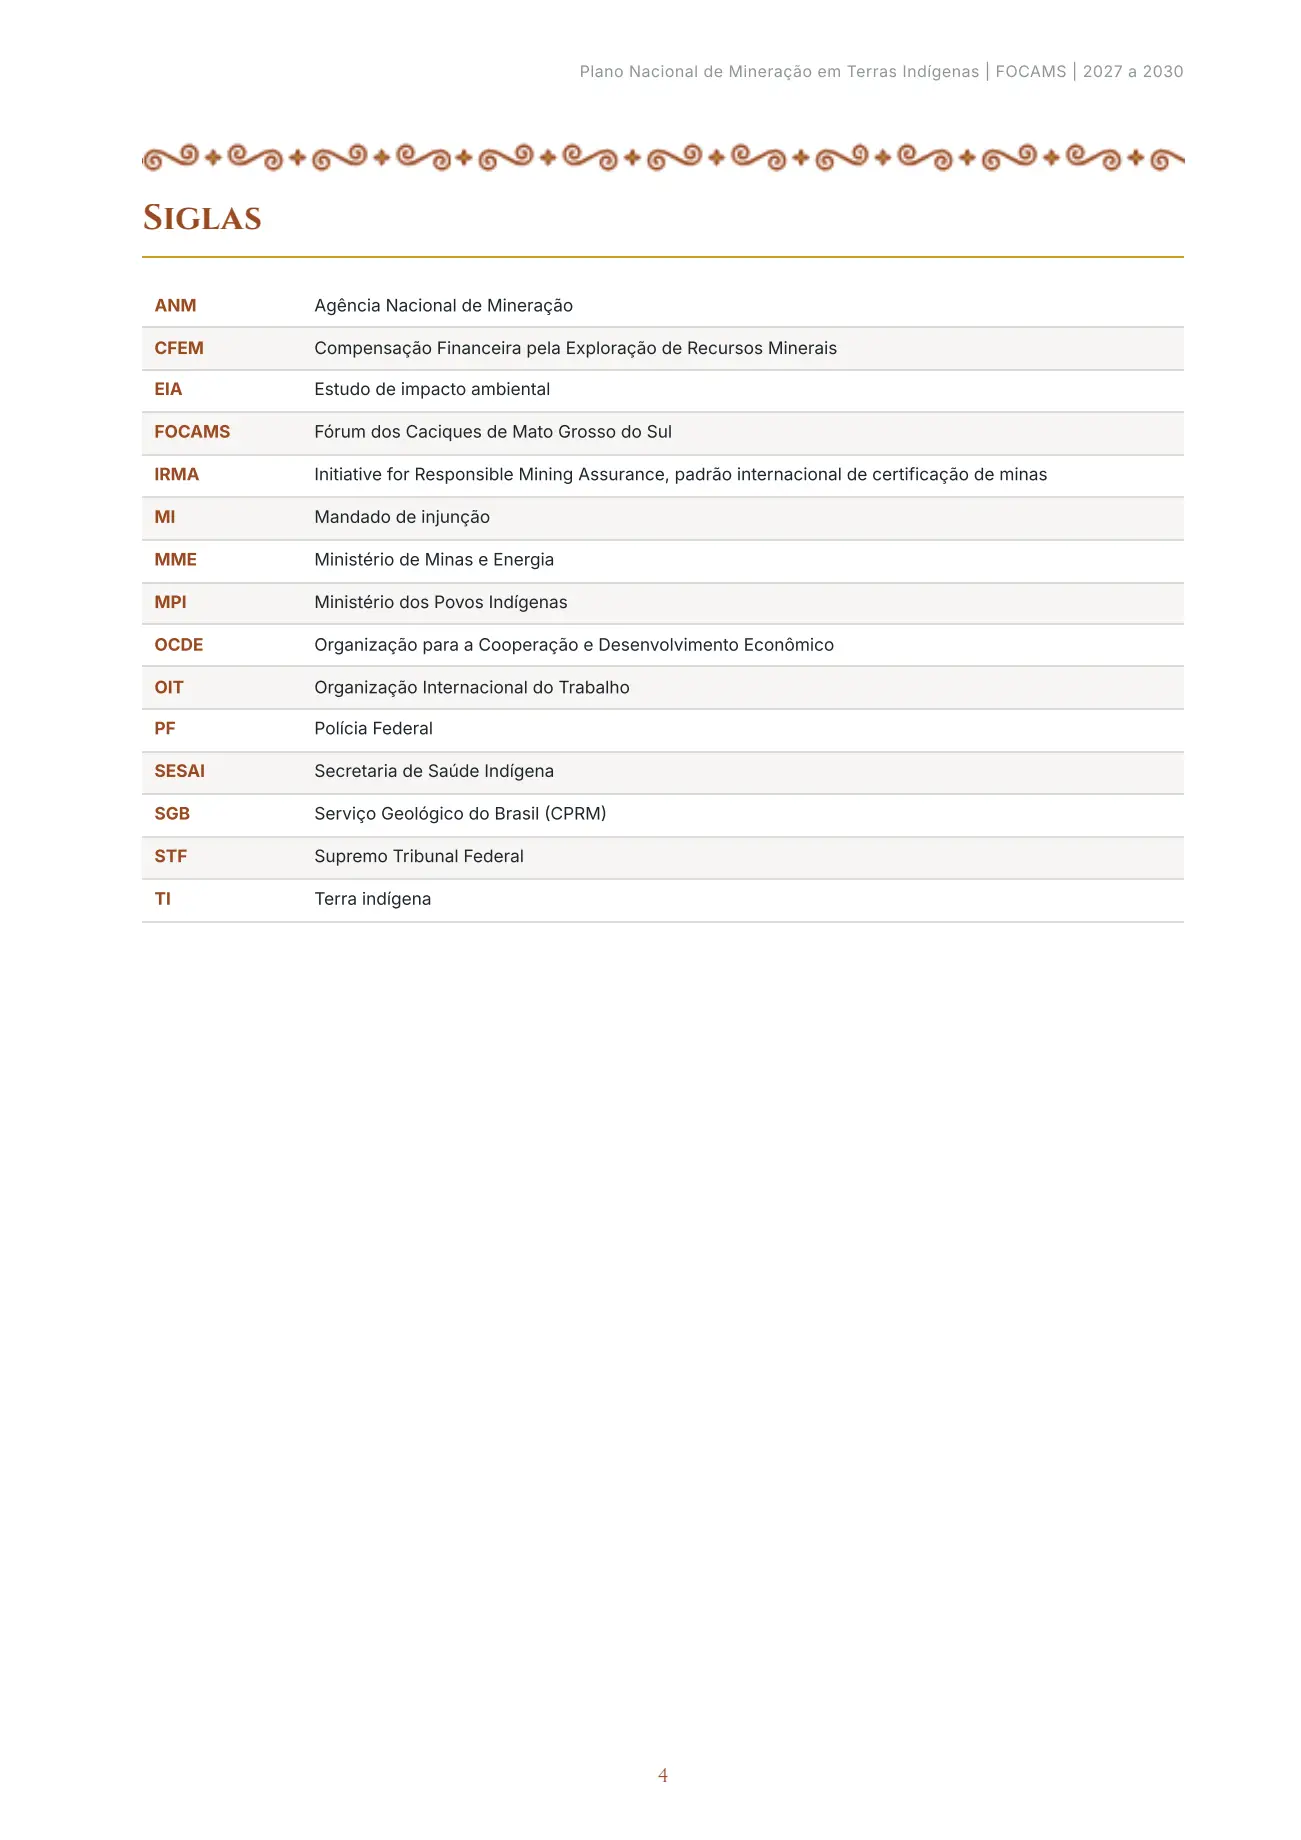 Plano Nacional de Mineração em Terras Indígenas | FOCAMS | 2027 a 2030
Siglas
ANM Agência Nacional de Mineração
CFEM Compensação Financeira pela Exploração de Recursos Minerais
EIA Estudo de impacto ambiental
FOCAMS Fórum dos Caciques de Mato Grosso do Sul
IRMA Initiative for Responsible Mining Assurance, padrão internacional de certificação de minas
MI Mandado de injunção
MME Ministério de Minas e Energia
MPI Ministério dos Povos Indígenas
OCDE Organização para a Cooperação e Desenvolvimento Econômico
OIT Organização Internacional do Trabalho
PF Polícia Federal
SESAI Secretaria de Saúde Indígena
SGB Serviço Geológico do Brasil (CPRM)
STF Supremo Tribunal Federal
TI Terra indígena
4